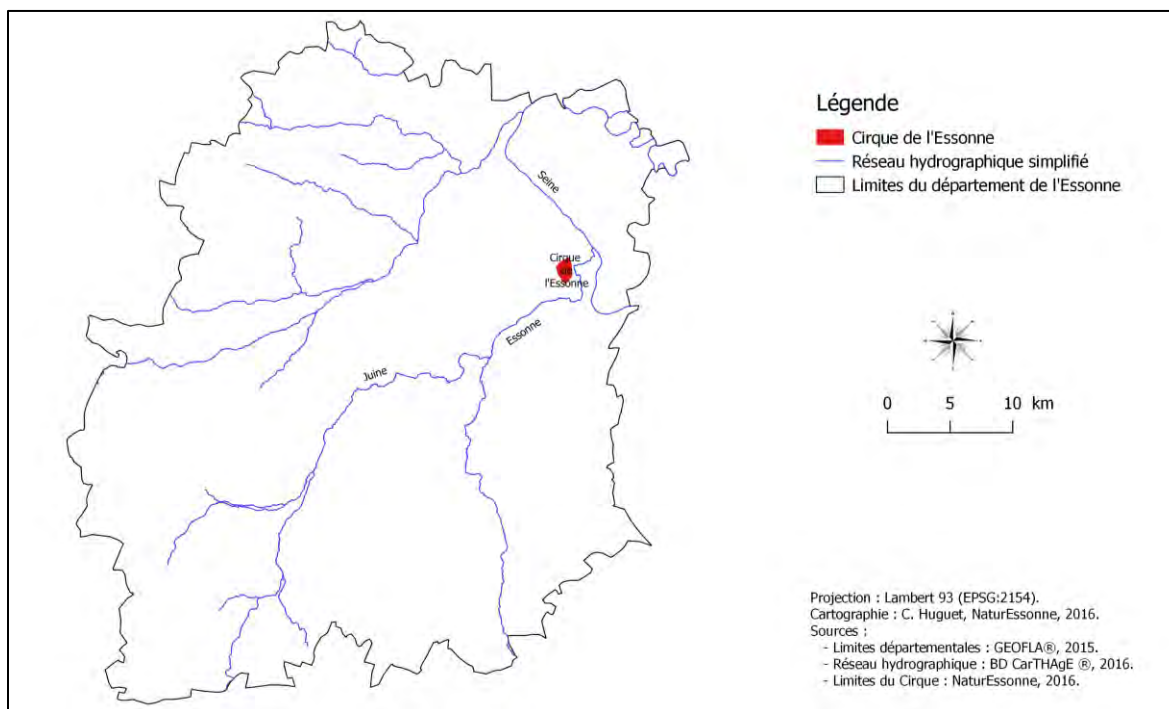 Légende
Cirque de l'Essonne
Réseau hydrographique simplifié
Limites du département de l'Essonne
Seine
Cirque
de
l'Essonne
Essonne
Juine
0 5 10 km
Projection : Lambert 93 (EPSG:2154).
Cartographie : C. Huguet, NaturEssonne, 2016.
Sources :
- Limites départementales : GEOFLA®, 2015.
- Réseau hydrographique : BD CarTHAgE ®, 2016.
- Limites du Cirque : NaturEssonne, 2016.